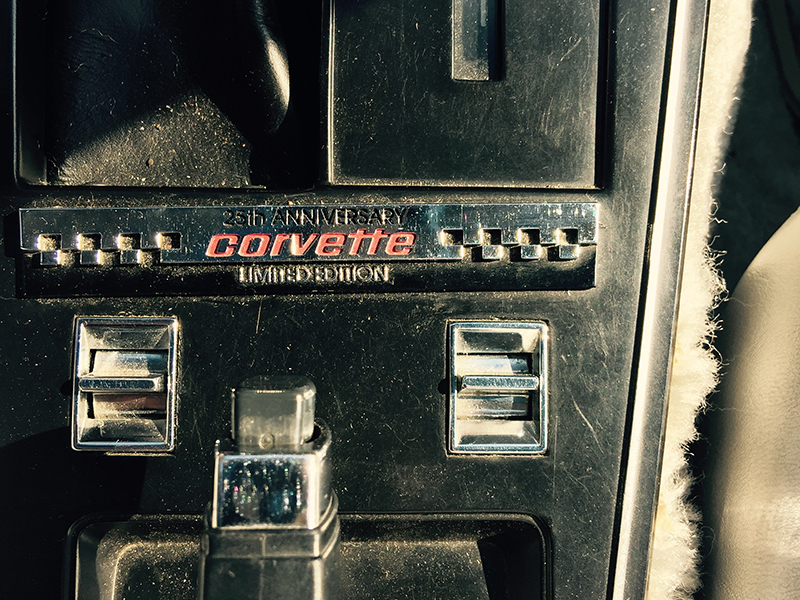 25th ANNIVERSARY
corvette
LIMITED EDITION